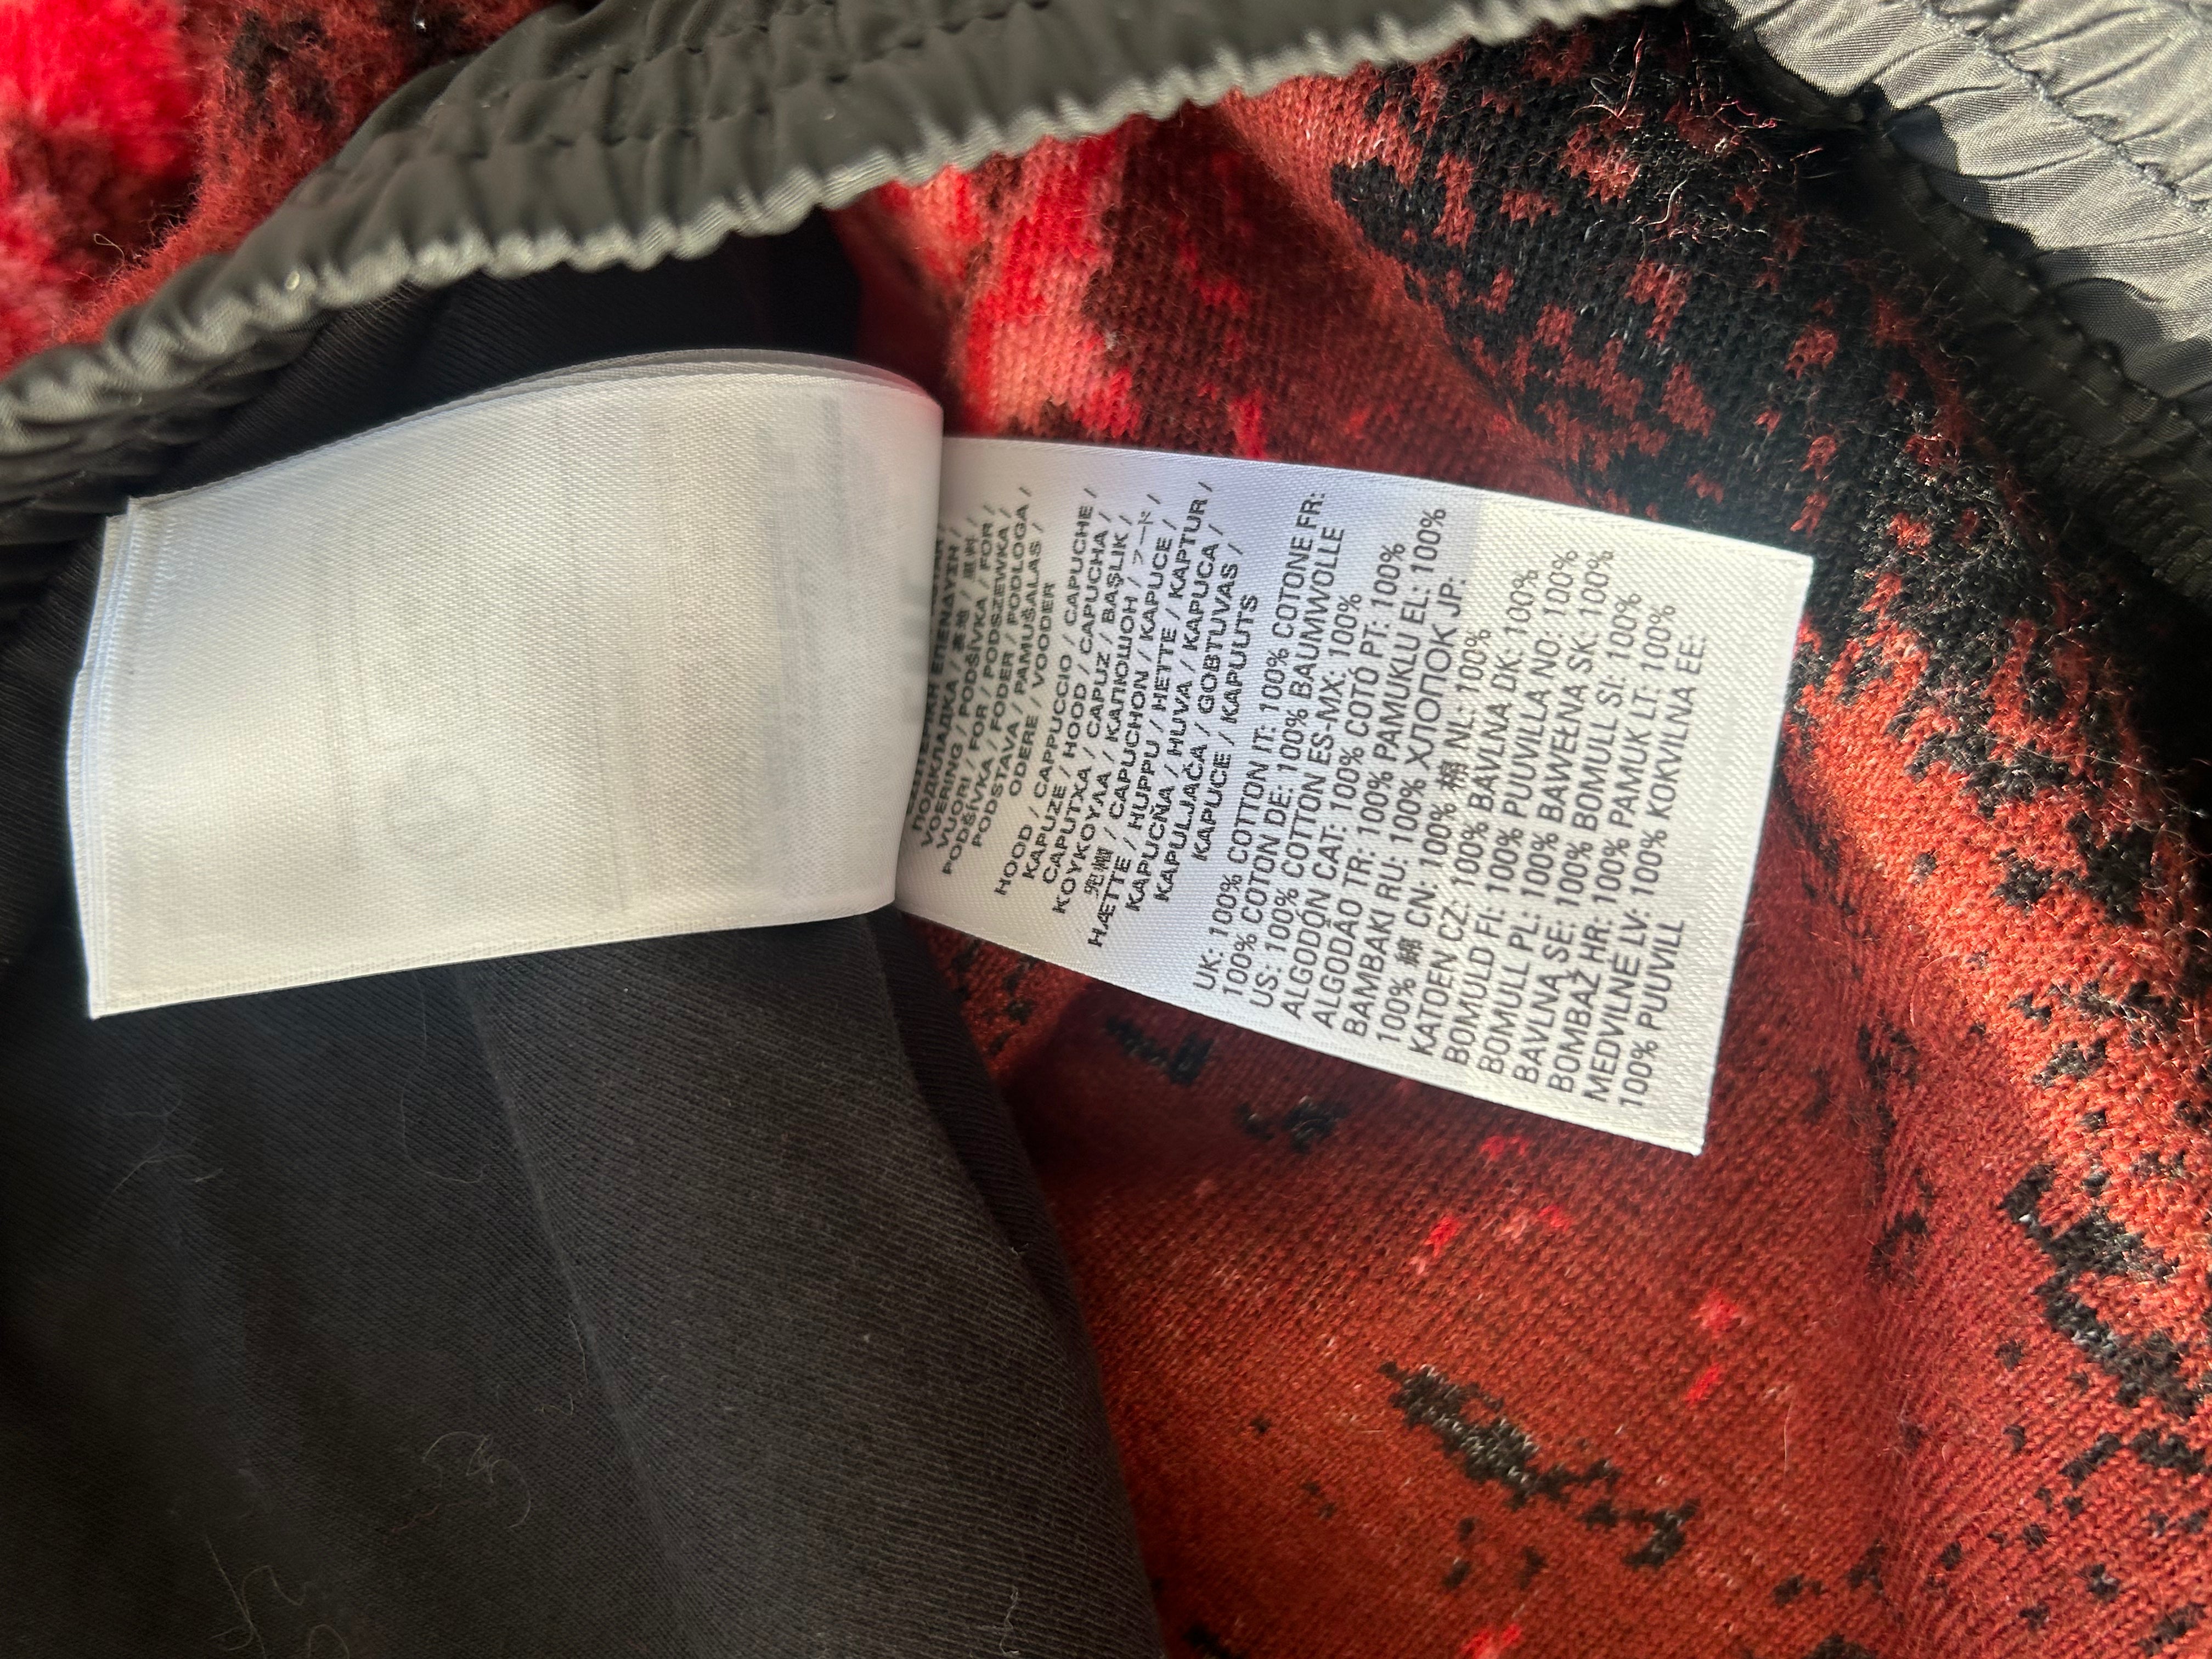 ПОДКЛАДКА / 裏地 / 里料 /
VOERING / PODŠÍVKA / FOR /
VUORI / FOR / PODSZEWKA /
PODŠÍVKA / FODER / PODLOGA /
PODSTAVA / PAMUŠALAS /
ODERE / VOODER
HOOD / CAPPUCCIO / CAPUCHE /
KAPUZE / HOOD / CAPUCHA /
CAPUTXA / CAPUZ / BAŞLIK /
ΚΟΥΚΟΥΛΑ / КАПЮШОН / フード /
兜帽 / CAPUCHON / KAPUCE /
HÆTTE / HUPPU / HETTE / KAPTUR /
KAPUCŇA / HUVA / KAPUCA /
KAPULJAČA / GOBTUVAS /
KAPUCE / KAPUUTS
UK: 100% COTTON IT: 100% COTONE FR:
100% COTON DE: 100% BAUMWOLLE
US: 100% COTTON ES-MX: 100%
ALGODÓN CAT: 100% COTÓ PT: 100%
ALGODÃO TR: 100% PAMUKLU EL: 100%
BAMBAKI RU: 100% ХЛОПОК JP:
100% 綿 CN: 100% 棉 NL: 100%
KATOEN CZ: 100% BAVLNA DK: 100%
BOMULD FI: 100% PUUVILLA NO: 100%
BOMULL PL: 100% BAWEŁNA SK: 100%
BAVLNA SE: 100% BOMULL SI: 100%
BOMBAŽ HR: 100% PAMUK LT: 100%
MEDVILNĖ LV: 100% KOKVILNA EE:
100% PUUVILL